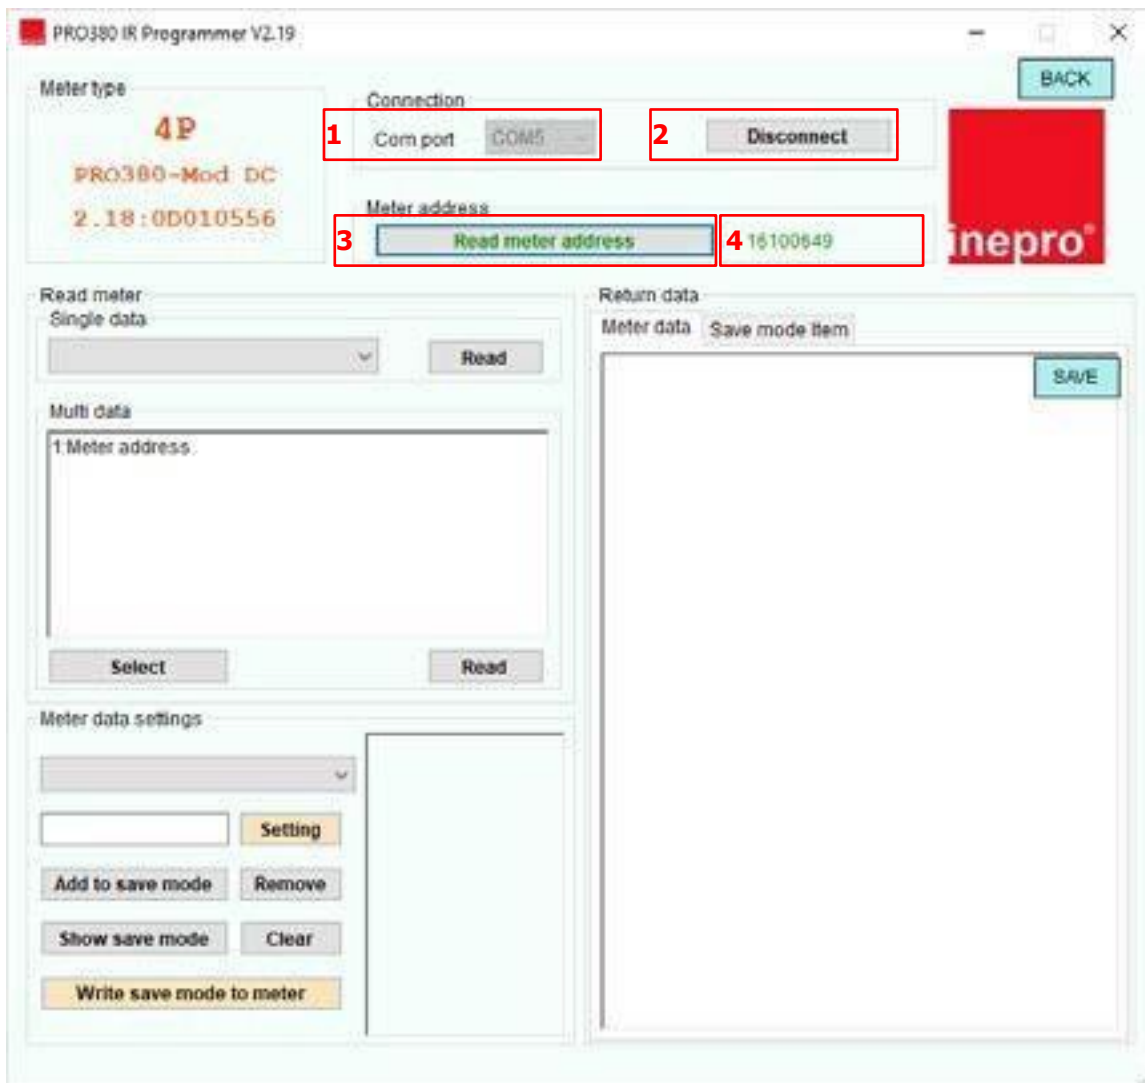 PRO380 IR Programmer V2.19
BACK
Meter type
4P
PRO380-Mod DC
2.18:0D010556
Connection
1 Com port COM5
2 Disconnect
Meter address
3 Read meter address
4 16100649
inepro®
Read meter
Single data
Read
Multi data
1 Meter address
Select Read
Return data
Meter data Save mode item
SAVE
Meter data settings
Setting
Add to save mode Remove
Show save mode Clear
Write save mode to meter